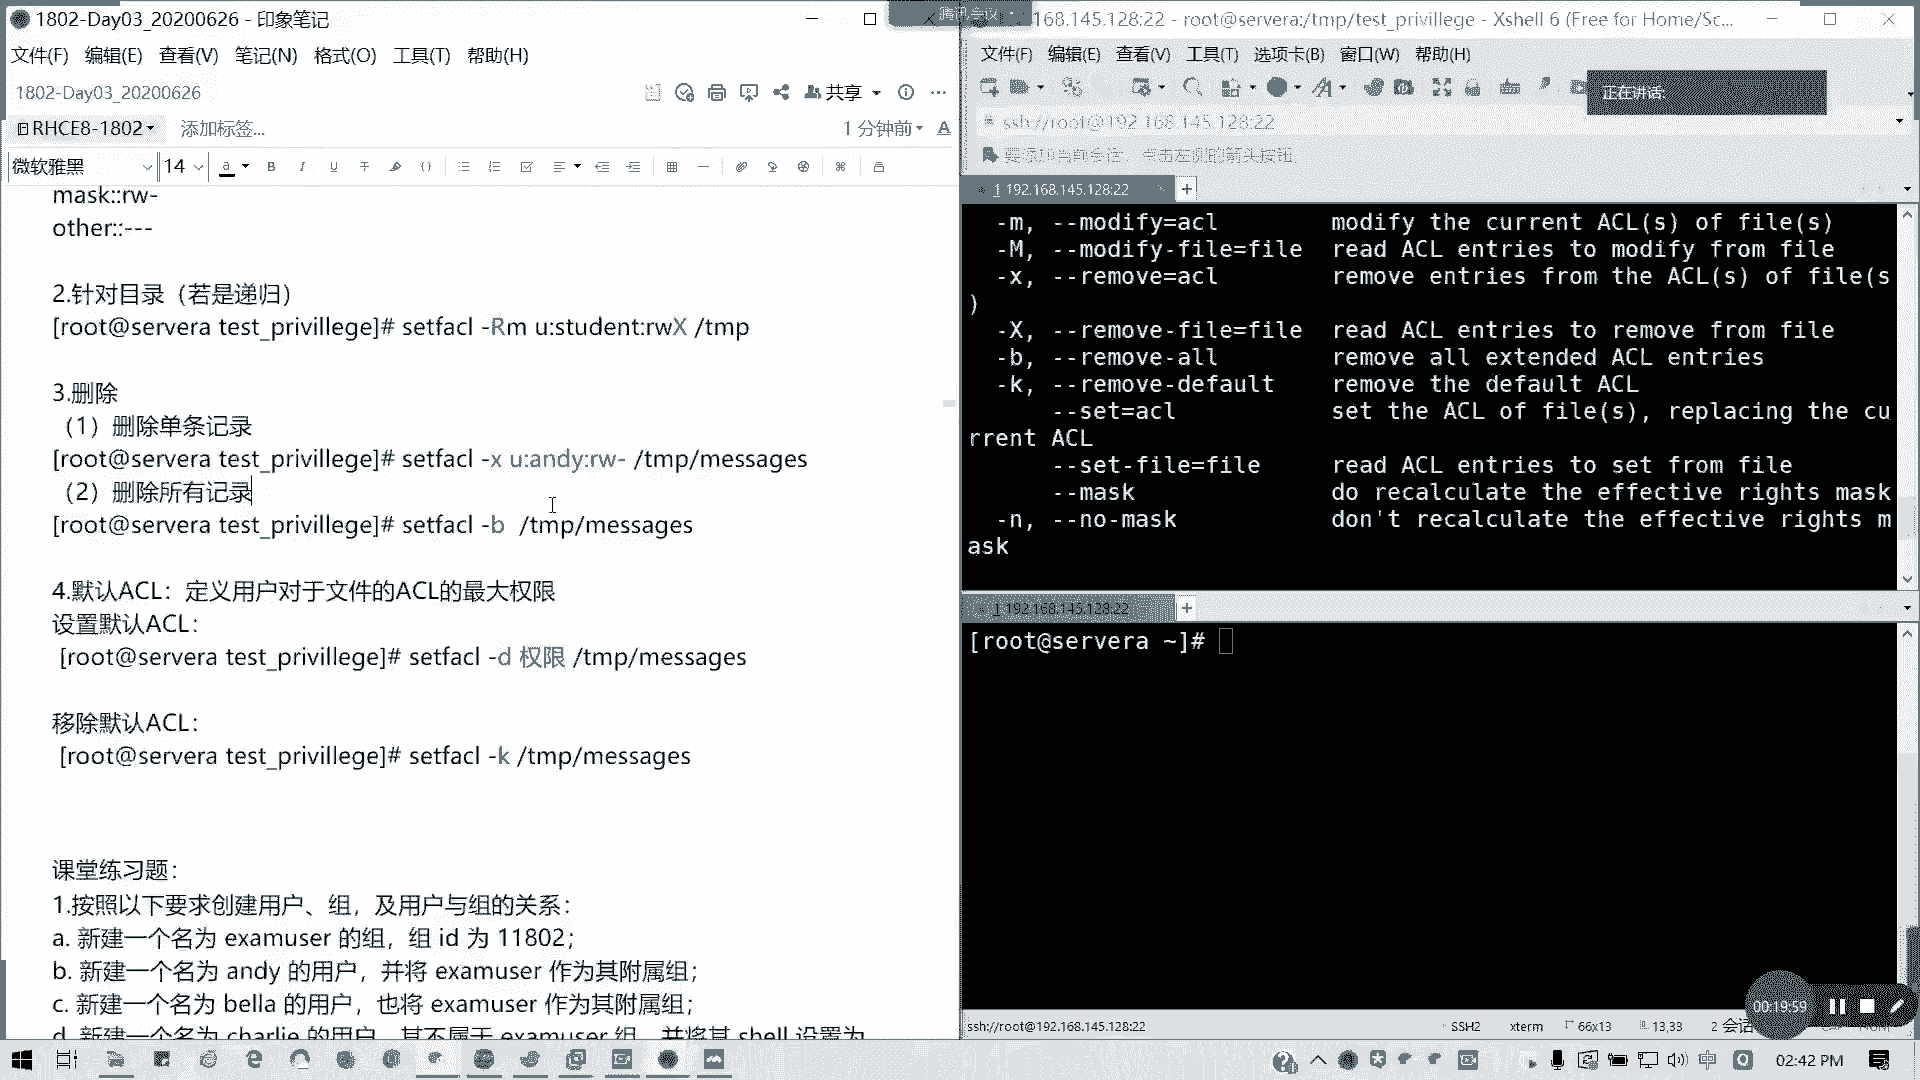 1802-Day03_20200626 - 印象笔记
文件(F) 编辑(E) 查看(V) 笔记(N) 格式(O) 工具(T) 帮助(H)
1802-Day03_20200626
共享
RHCE8-1802
添加标签...
1 分钟前
微软雅黑
14
mask::rw-
other::---
2.针对目录（若是递归）
[root@servera test_privillege]# setfacl -Rm u:student:rwX /tmp
3.删除
（1）删除单条记录
[root@servera test_privillege]# setfacl -x u:andy:rw- /tmp/messages
（2）删除所有记录
[root@servera test_privillege]# setfacl -b  /tmp/messages
4.默认ACL：定义用户对于文件的ACL的最大权限
设置默认ACL：
[root@servera test_privillege]# setfacl -d 权限 /tmp/messages
移除默认ACL：
[root@servera test_privillege]# setfacl -k /tmp/messages
课堂练习题：
1.按照以下要求创建用户、组，及用户与组的关系：
a. 新建一个名为 examuser 的组，组 id 为 11802；
b. 新建一个名为 andy 的用户，并将 examuser 作为其附属组；
c. 新建一个名为 bella 的用户，也将 examuser 作为其附属组；
d. 新建一个名为 charlie 的用户，其不属于 examuser 组，并将其 shell 设置为
腾讯会议
168.145.128:22 - root@servera:/tmp/test_privillege - Xshell 6 (Free for Home/Sc...
文件(F) 编辑(E) 查看(V) 工具(T) 选项卡(B) 窗口(W) 帮助(H)
正在讲话:
ssh://root@192.168.145.128:22
要添加当前会话，点击左侧的箭头按钮。
1 192.168.145.128:22
-m, --modify=acl modify the current ACL(s) of file(s)
-M, --modify-file=file read ACL entries to modify from file
-x, --remove=acl remove entries from the ACL(s) of file(s
)
-X, --remove-file=file read ACL entries to remove from file
-b, --remove-all remove all extended ACL entries
-k, --remove-default remove the default ACL
--set=acl set the ACL of file(s), replacing the cu
rrent ACL
--set-file=file read ACL entries to set from file
--mask do recalculate the effective rights mask
-n, --no-mask don't recalculate the effective rights m
ask
1 192.168.145.128:22
[root@servera ~]#
00:19:59
ssh://root@192.168.145.128:22
SSH2
xterm
66x13
13,33
2 会话
中
02:42 PM